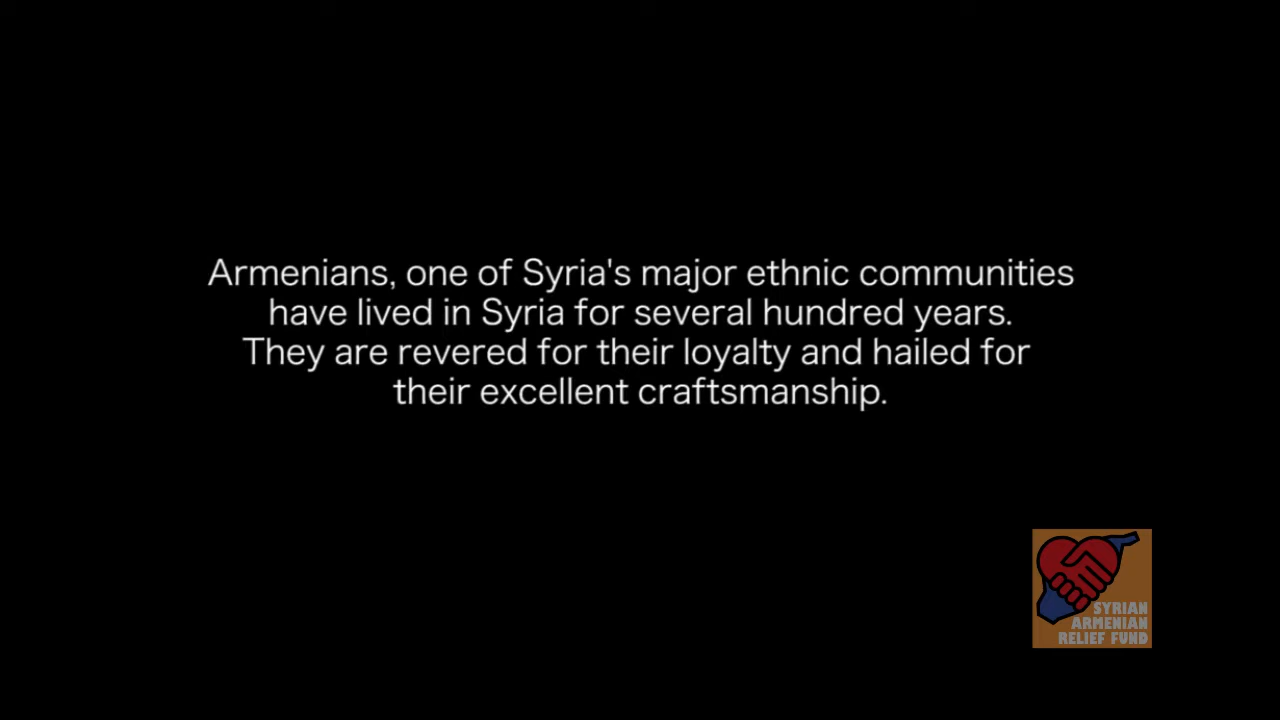 Armenians, one of Syria's major ethnic communities
have lived in Syria for several hundred years.
They are revered for their loyalty and hailed for
their excellent craftsmanship.
SYRIAN
ARMENIAN
RELIEF FUND